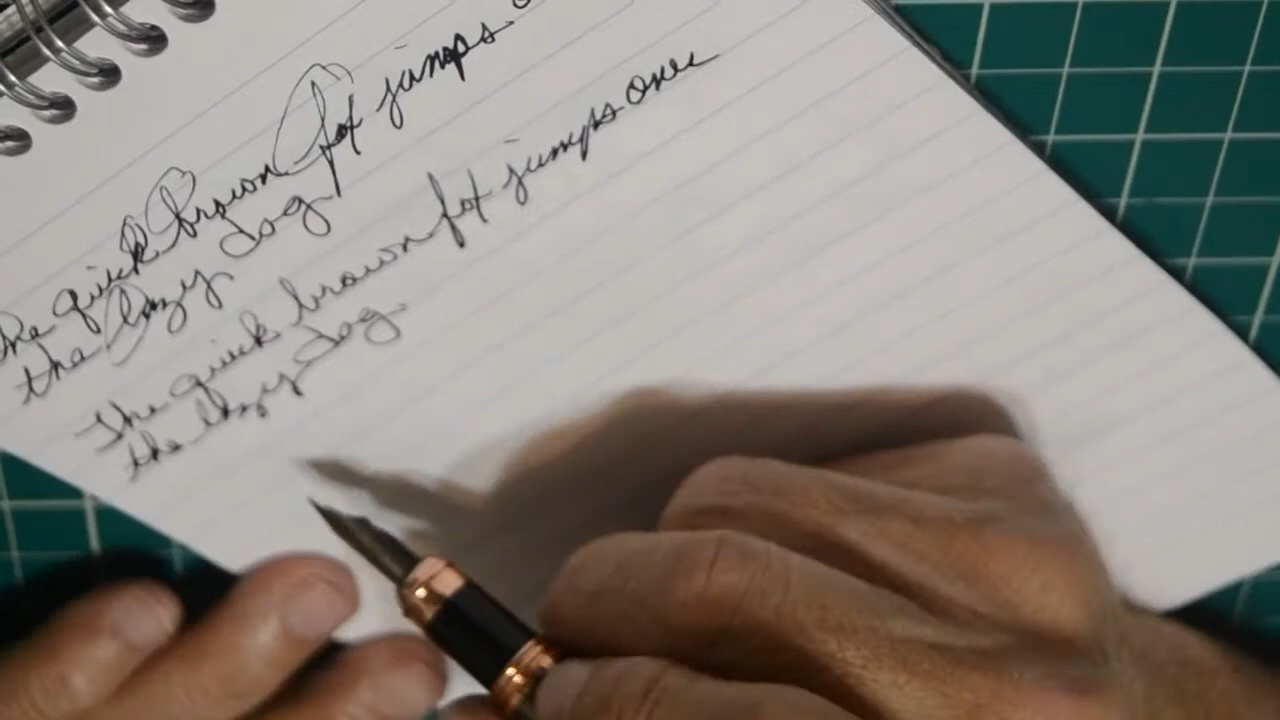 he quick brown fox jumps o
the lazy dog
The quick brown fox jumps over
the lazy dog.